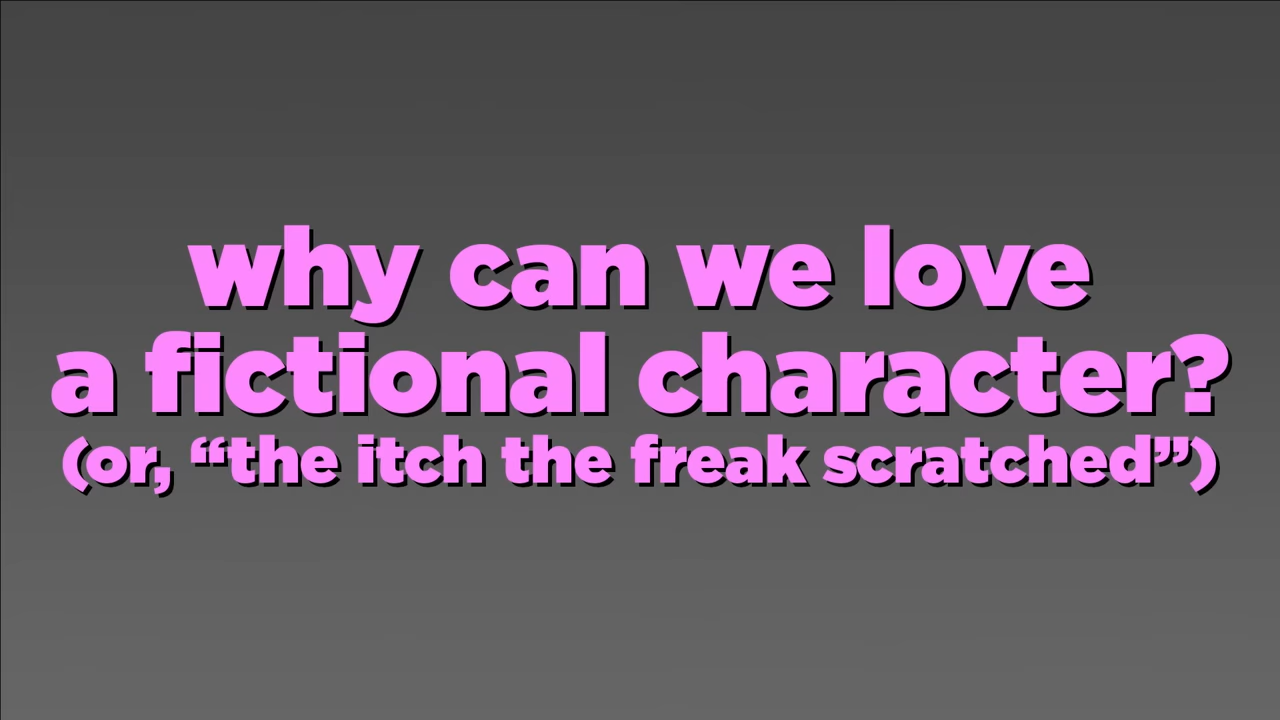 why can we love
a fictional character?
(or, “the itch the freak scratched”)